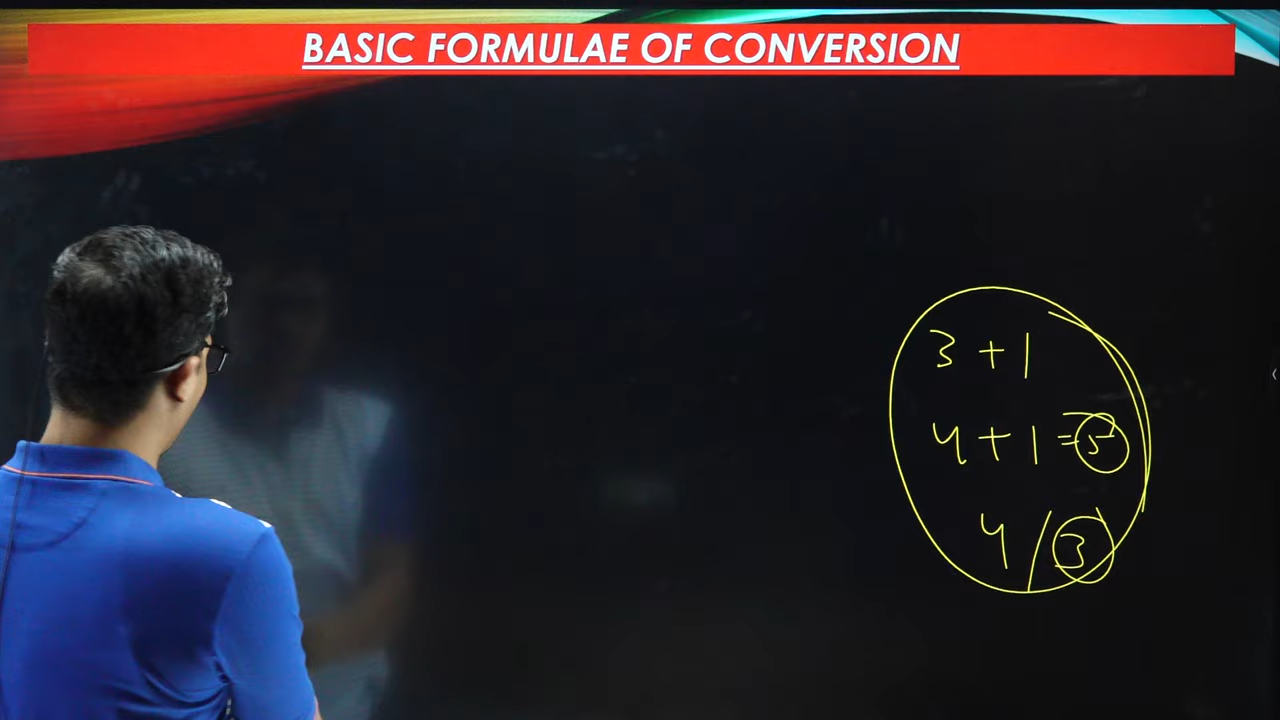 BASIC FORMULAE OF CONVERSION
3 + 1
4 + 1 = 5
4 / 3